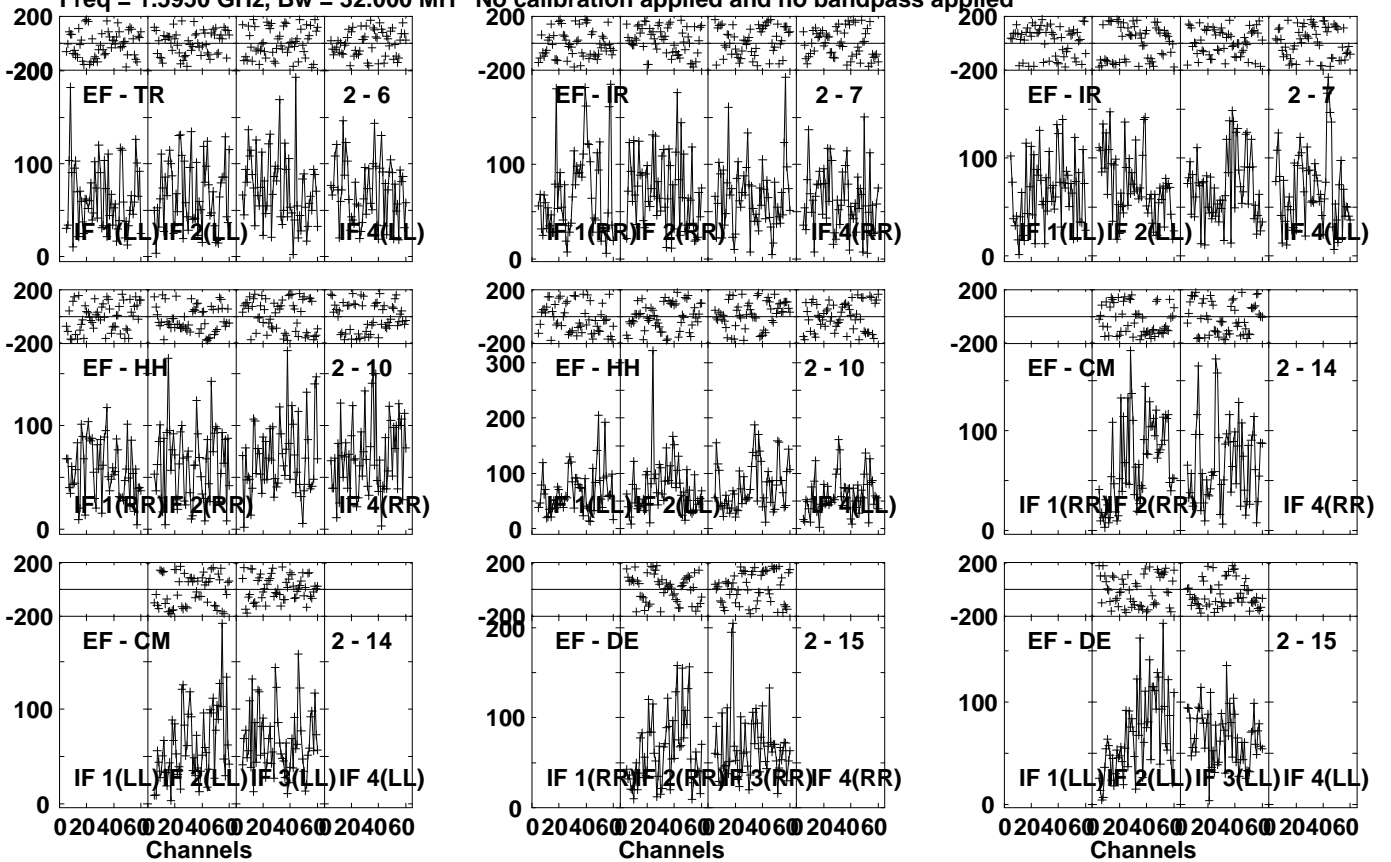 Freq = 1.5950 GHz, Bw = 32.000 MH No calibration applied and no bandpass applied
200
-200
200
EF - TR
2 - 6
100
0
IF 1(LL) IF 2(LL) IF 4(LL)
200
-200
EF - IR
2 - 7
100
0
IF 1(RR) IF 2(RR) IF 4(RR)
200
-200
EF - IR
2 - 7
100
0
IF 1(LL) IF 2(LL) IF 4(LL)
200
-200
EF - HH
2 - 10
100
0
IF 1(RR) IF 2(RR) IF 4(RR)
200
-200
300
EF - HH
2 - 10
200
100
0
IF 1(LL) IF 2(LL) IF 4(LL)
200
-200
EF - CM
2 - 14
100
0
IF 1(RR) IF 2(RR) IF 4(RR)
200
-200
EF - CM
2 - 14
100
0
IF 1(LL) IF 2(LL) IF 3(LL) IF 4(LL)
0 20 40 60 0 20 40 60 0 20 40 60 0 20 40 60
Channels
200
-200
200
EF - DE
2 - 15
100
0
IF 1(RR) IF 2(RR) IF 3(RR) IF 4(RR)
0 20 40 60 0 20 40 60 0 20 40 60 0 20 40 60
Channels
200
-200
EF - DE
2 - 15
100
0
IF 1(LL) IF 2(LL) IF 3(LL) IF 4(LL)
0 20 40 60 0 20 40 60 0 20 40 60 0 20 40 60
Channels